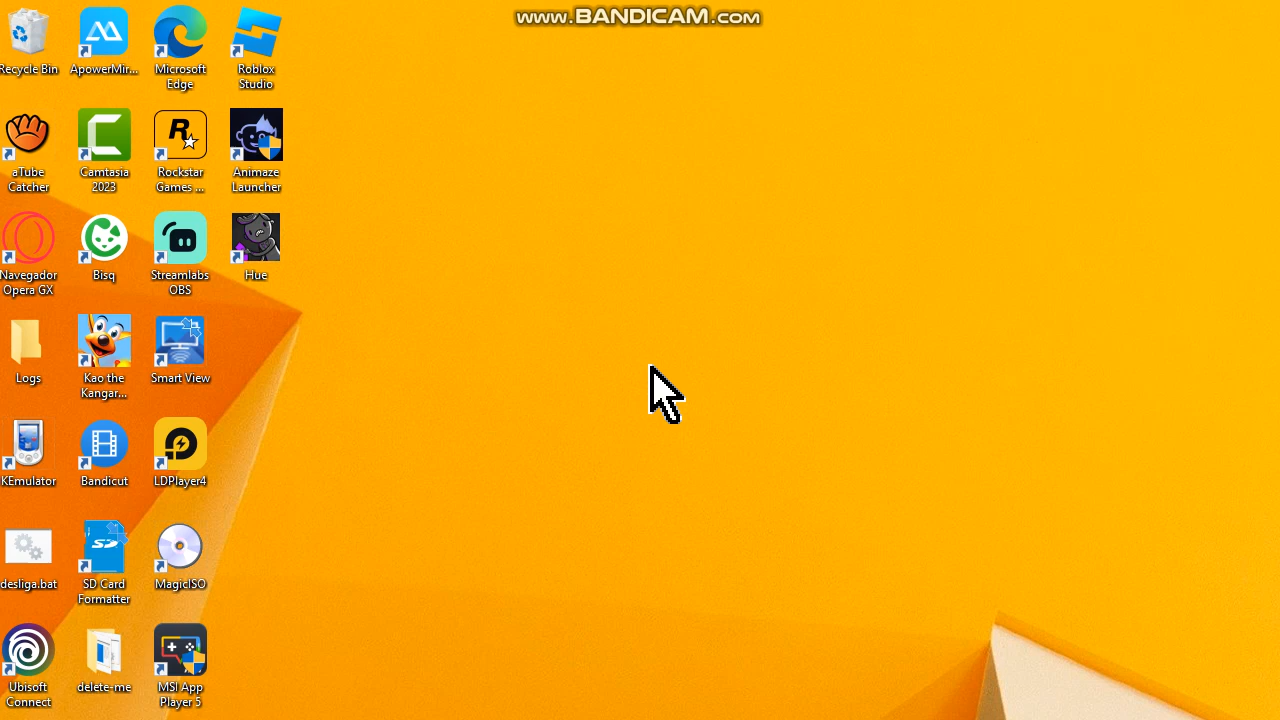 www.BANDICAM.com
Recycle Bin
ApowerMir...
Microsoft
Edge
Roblox
Studio
aTube
Catcher
Camtasia
2023
Rockstar
Games ...
Animaze
Launcher
Navegador
Opera GX
Bisq
Streamlabs
OBS
Hue
Logs
Kao the
Kangar...
Smart View
KEmulator
Bandicut
LDPlayer4
desliga.bat
SD Card
Formatter
MagicISO
Ubisoft
Connect
delete-me
MSI App
Player 5